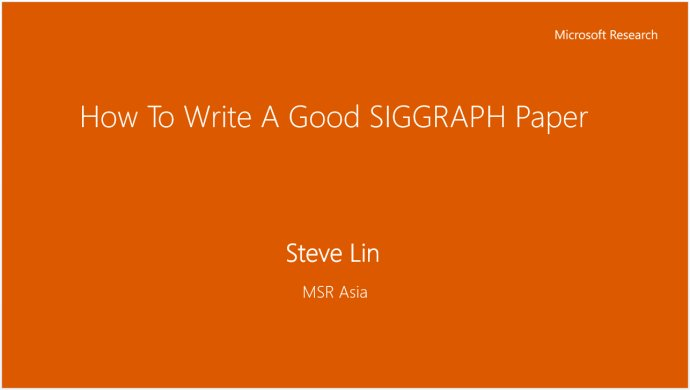 Microsoft Research
How To Write A Good SIGGRAPH Paper
Steve Lin
MSR Asia